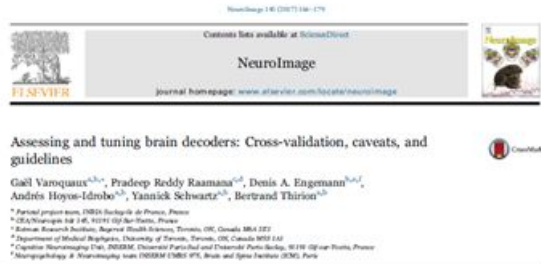 NeuroImage 145 (2017) 166–179
Contents lists available at ScienceDirect
NeuroImage
journal homepage: www.elsevier.com/locate/neuroimage
ELSEVIER
NeuroImage
Assessing and tuning brain decoders: Cross-validation, caveats, and
guidelines
CrossMark
Gaël Varoquaux a,b,⁎, Pradeep Reddy Raamana c,d, Denis A. Engemann b,e,f,
Andrés Hoyos-Idrobo a,b, Yannick Schwartz a,b, Bertrand Thirion a,b
a Parietal project-team, INRIA Saclay-île de France, France
b CEA/Neurospin bât 145, 91191 Gif-Sur-Yvette, France
c Rotman Research Institute, Baycrest Health Sciences, Toronto, ON, Canada M6A 2E1
d Department of Medical Biophysics, University of Toronto, Toronto, ON, Canada M5S 1A1
e Cognitive Neuroimaging Unit, INSERM, Université Paris-Sud and Université Paris-Saclay, 91191 Gif-sur-Yvette, France
f Neuropsychology & Neuroimaging team INSERM UMRS 975, Brain and Spine Institute (ICM), Paris